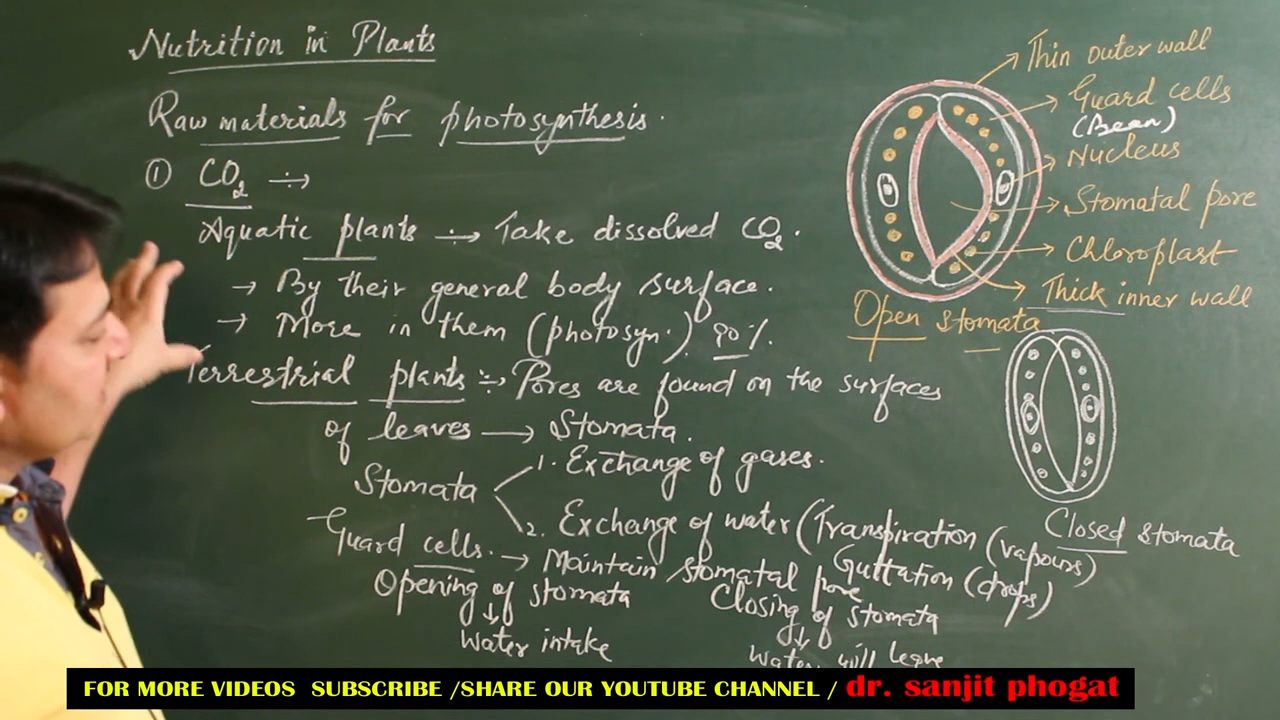 Nutrition in Plants
Raw materials for photosynthesis.
① CO2 ÷
Aquatic plants ÷ Take dissolved CO2.
→ By their general body surface.
→ More in them (photosyn.) 90%.
Terrestrial plants ÷ Pores are found on the surfaces
of leaves → Stomata.
Stomata
1. Exchange of gases.
2. Exchange of water (Transpiration (vapours)
Guttation (drops)
Guard cells. → Maintain stomatal pore
Opening of stomata
↓
Water intake
Closing of stomata
↓
Water will leave
Thin outer wall
Guard cells
(Bean)
Nucleus
Stomatal pore
Chloroplast
Thick inner wall
Open stomata
Closed stomata
FOR MORE VIDEOS SUBSCRIBE /SHARE OUR YOUTUBE CHANNEL / dr. sanjit phogat